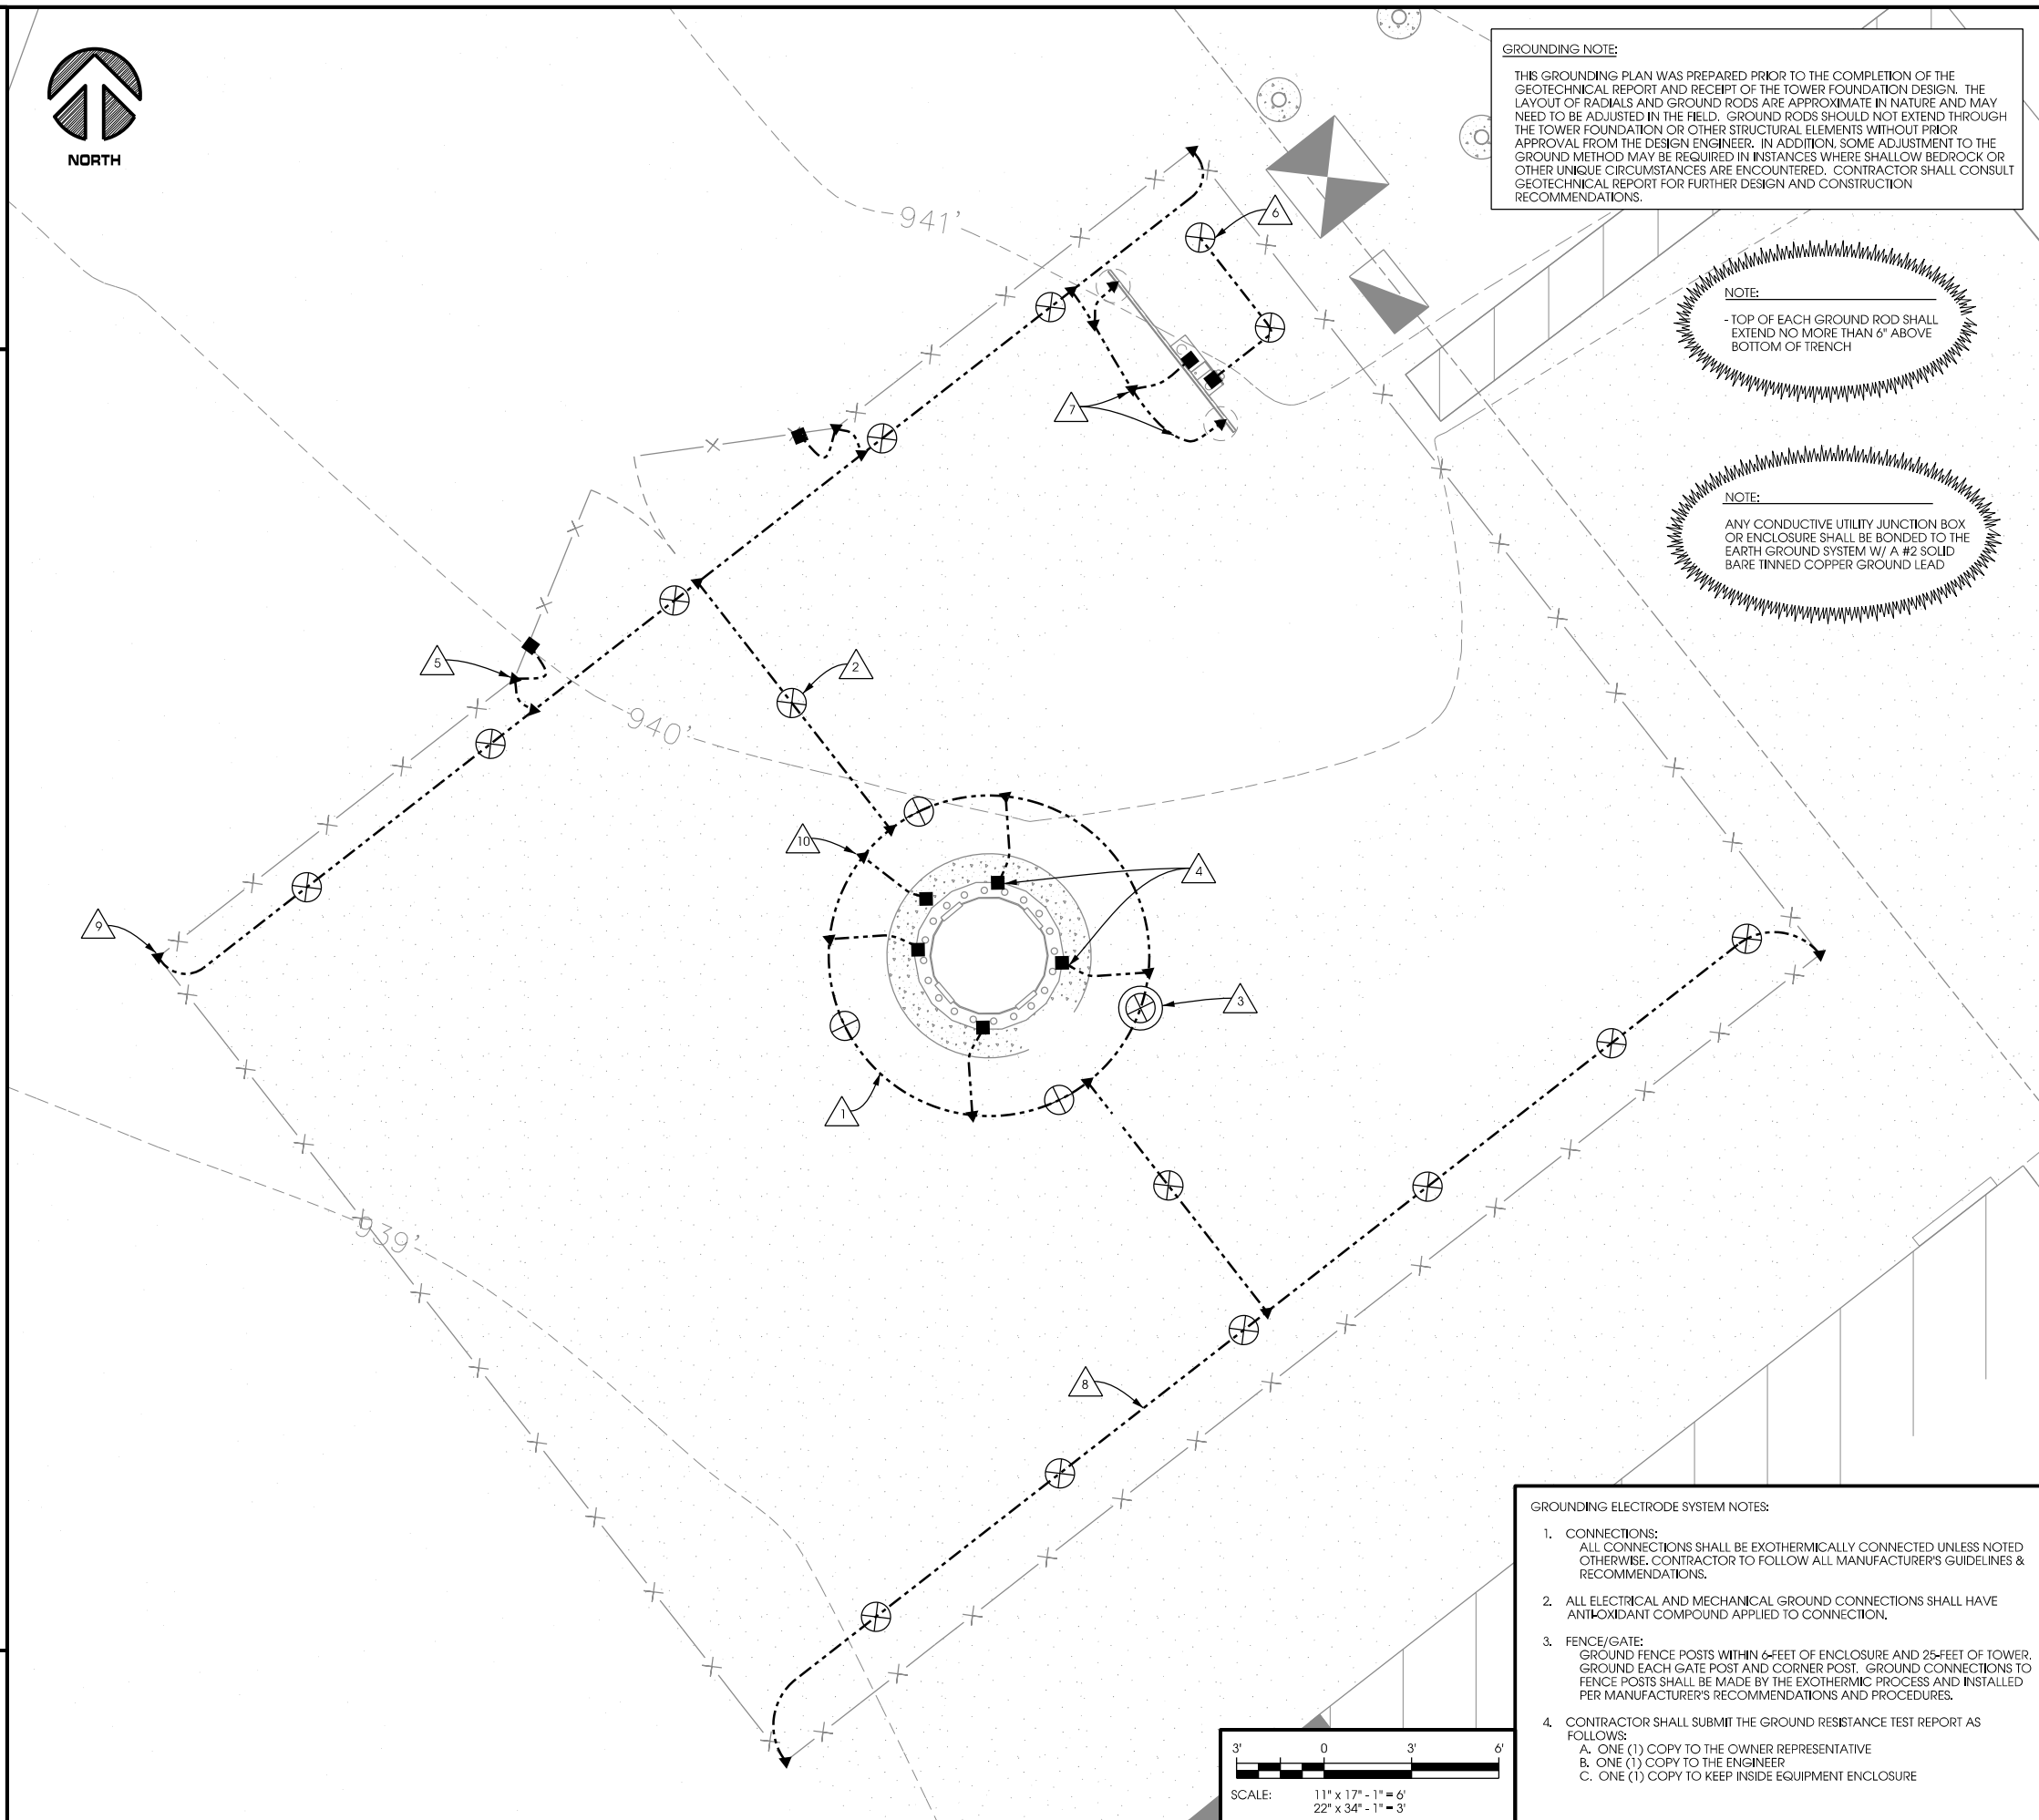 NORTH
GROUNDING NOTE:
THIS GROUNDING PLAN WAS PREPARED PRIOR TO THE COMPLETION OF THE
GEOTECHNICAL REPORT AND RECEIPT OF THE TOWER FOUNDATION DESIGN. THE
LAYOUT OF RADIALS AND GROUND RODS ARE APPROXIMATE IN NATURE AND MAY
NEED TO BE ADJUSTED IN THE FIELD. GROUND RODS SHOULD NOT EXTEND THROUGH
THE TOWER FOUNDATION OR OTHER STRUCTURAL ELEMENTS WITHOUT PRIOR
APPROVAL FROM THE DESIGN ENGINEER. IN ADDITION, SOME ADJUSTMENT TO THE
GROUND METHOD MAY BE REQUIRED IN INSTANCES WHERE SHALLOW BEDROCK OR
OTHER UNIQUE CIRCUMSTANCES ARE ENCOUNTERED. CONTRACTOR SHALL CONSULT
GEOTECHNICAL REPORT FOR FURTHER DESIGN AND CONSTRUCTION
RECOMMENDATIONS.
941'
6
NOTE:
- TOP OF EACH GROUND ROD SHALL
EXTEND NO MORE THAN 6" ABOVE
BOTTOM OF TRENCH
7
NOTE:
ANY CONDUCTIVE UTILITY JUNCTION BOX
OR ENCLOSURE SHALL BE BONDED TO THE
EARTH GROUND SYSTEM W/ A #2 SOLID
BARE TINNED COPPER GROUND LEAD
5
2
940'
10
4
9
3
1
939'
8
GROUNDING ELECTRODE SYSTEM NOTES:
1. CONNECTIONS:
ALL CONNECTIONS SHALL BE EXOTHERMICALLY CONNECTED UNLESS NOTED
OTHERWISE. CONTRACTOR TO FOLLOW ALL MANUFACTURER'S GUIDELINES &
RECOMMENDATIONS.
2. ALL ELECTRICAL AND MECHANICAL GROUND CONNECTIONS SHALL HAVE
ANTI-OXIDANT COMPOUND APPLIED TO CONNECTION.
3. FENCE/GATE:
GROUND FENCE POSTS WITHIN 6-FEET OF ENCLOSURE AND 25-FEET OF TOWER.
GROUND EACH GATE POST AND CORNER POST. GROUND CONNECTIONS TO
FENCE POSTS SHALL BE MADE BY THE EXOTHERMIC PROCESS AND INSTALLED
PER MANUFACTURER'S RECOMMENDATIONS AND PROCEDURES.
4. CONTRACTOR SHALL SUBMIT THE GROUND RESISTANCE TEST REPORT AS
FOLLOWS:
A. ONE (1) COPY TO THE OWNER REPRESENTATIVE
B. ONE (1) COPY TO THE ENGINEER
C. ONE (1) COPY TO KEEP INSIDE EQUIPMENT ENCLOSURE
3' 0 3' 6'
SCALE: 11" x 17" - 1" = 6'
22" x 34" - 1" = 3'